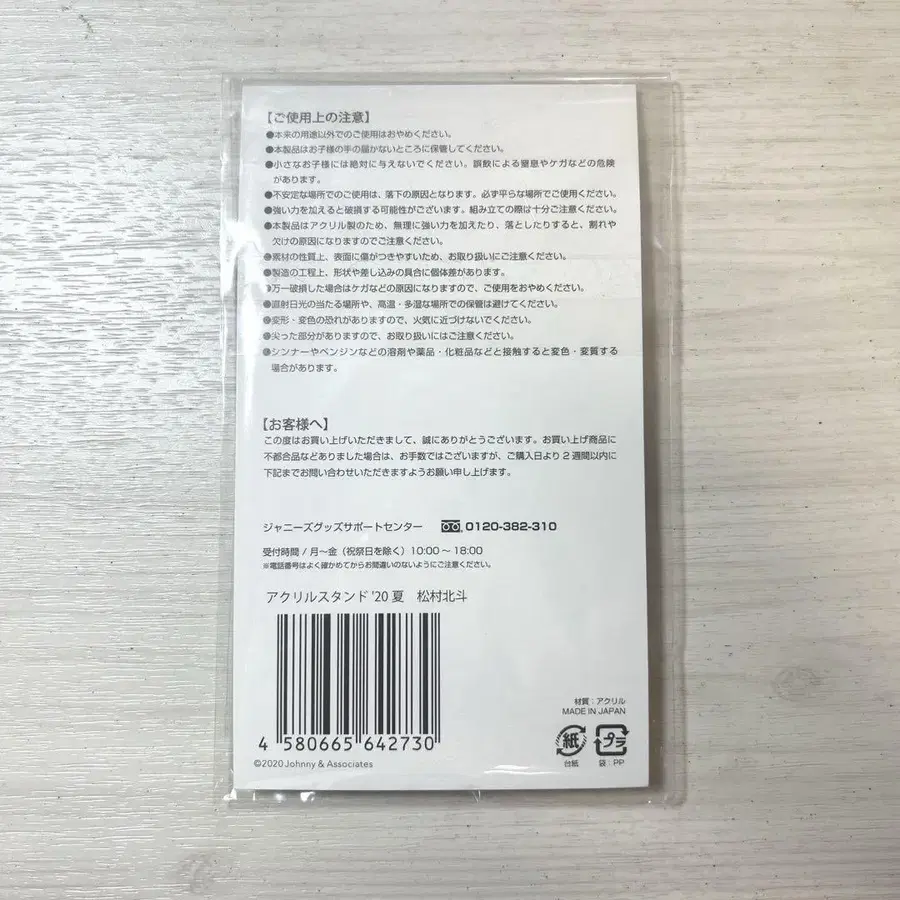 【ご使用上の注意】
●本来の用途以外でのご使用はおやめください。
●本製品はお子様の手の届かないところに保管してください。
●小さなお子様には絶対に与えないでください。誤飲による窒息やケガなどの危険
があります。
●不安定な場所でのご使用は、落下の原因となります。必ず平らな場所でご使用ください。
●強い力を加えると破損する可能性がございます。組み立ての際は十分ご注意ください。
●本製品はアクリル製のため、無理に強い力を加えたり、落としたりすると、割れや
欠けの原因になりますのでご注意ください。
●素材の性質上、表面に傷がつきやすいため、お取り扱いにご注意ください。
●製造の工程上、形状や差し込みの具合に個体差があります。
●万一破損した場合はケガなどの原因になりますので、ご使用をおやめください。
●直射日光の当たる場所や、高温・多湿な場所での保管は避けてください。
●変形・変色の恐れがありますので、火気に近づけないでください。
●尖った部分がありますので、お取り扱いにはご注意ください。
●シンナーやベンジンなどの溶剤や薬品・化粧品などと接触すると変色・変質する
場合があります。
【お客様へ】
この度はお買い上げいただきまして、誠にありがとうございます。お買い上げ商品に
不都合品などありました場合は、お手数ではございますが、ご購入日より2週間以内に
下記までお問い合わせいただきますようお願い申し上げます。
ジャニーズグッズサポートセンター 0120-382-310
受付時間 / 月～金（祝祭日を除く）10:00～18:00
※電話番号はよく確かめてからお間違いのないようにご注意ください。
アクリルスタンド '20 夏 松村北斗
4 580665 642730
©2020 Johnny & Associates
材質：アクリル
MADE IN JAPAN
紙 プラ
台紙 袋：PP